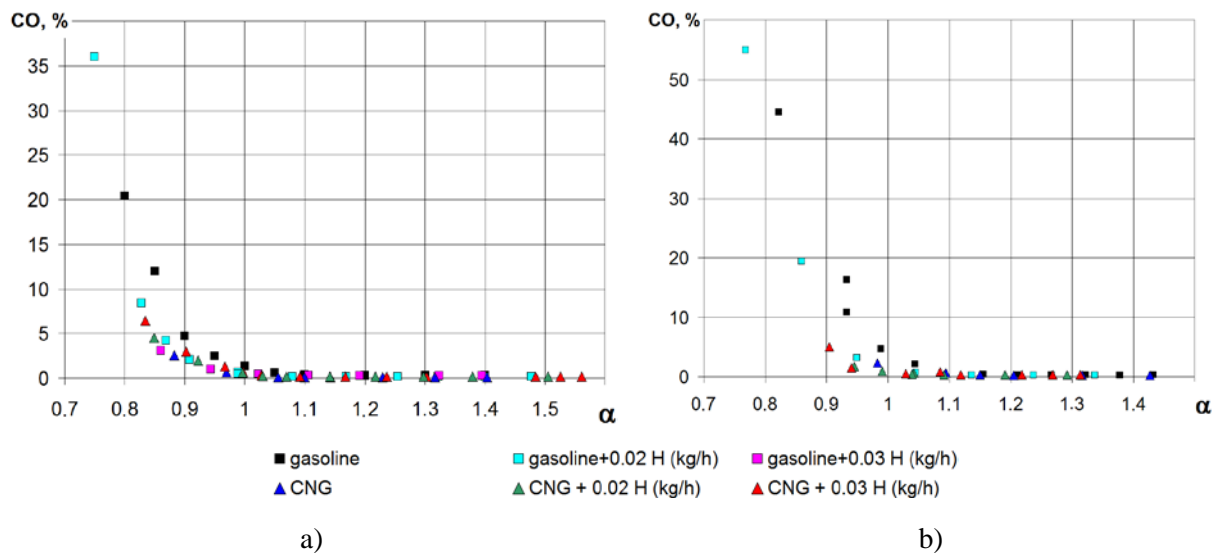 CO, %
35
30
25
20
15
10
5
0
0.7 0.8 0.9 1 1.1 1.2 1.3 1.4 1.5 α
CO, %
50
40
30
20
10
0
0.7 0.8 0.9 1 1.1 1.2 1.3 1.4 α
gasoline gasoline+0.02 H (kg/h) gasoline+0.03 H (kg/h)
CNG CNG + 0.02 H (kg/h) CNG + 0.03 H (kg/h)
a) b)